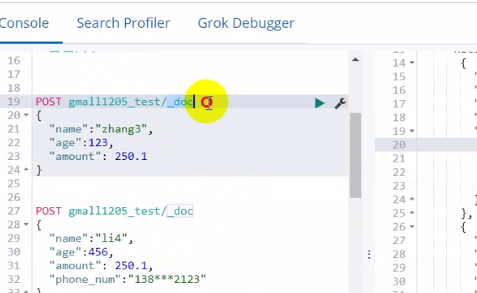 Console Search Profiler Grok Debugger
16
17
18
19 POST gmall1205_test/_doc
20 {
21 "name":"zhang3",
22 "age":123,
23 "amount": 250.1
24 }
25
26
27 POST gmall1205_test/_doc
28 {
29 "name":"li4",
30 "age":456,
31 "amount": 250.1,
32 "phone_num":"138***2123"
14 {
15
16
17
18
19
20
21
22
23
24 }
25 },
26 {
27
28
29
30
31
32